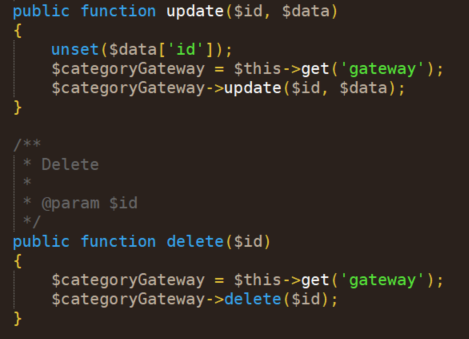 public function update($id, $data)
{
    unset($data['id']);
    $categoryGateway = $this->get('gateway');
    $categoryGateway->update($id, $data);
}

/**
 * Delete
 *
 * @param $id
 */
public function delete($id)
{
    $categoryGateway = $this->get('gateway');
    $categoryGateway->delete($id);
}